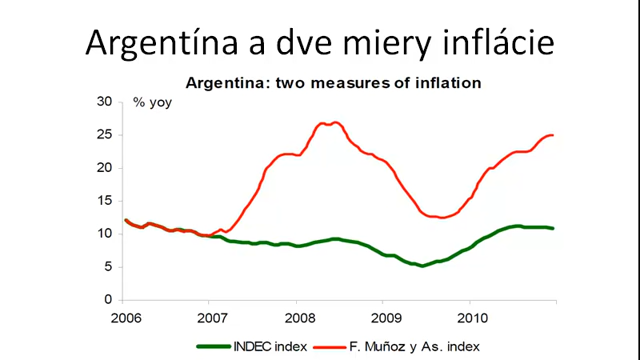 Argentína a dve miery inflácie
Argentina: two measures of inflation
% yoy
30
25
20
15
10
5
0
2006 2007 2008 2009 2010
INDEC index F. Muñoz y As. index